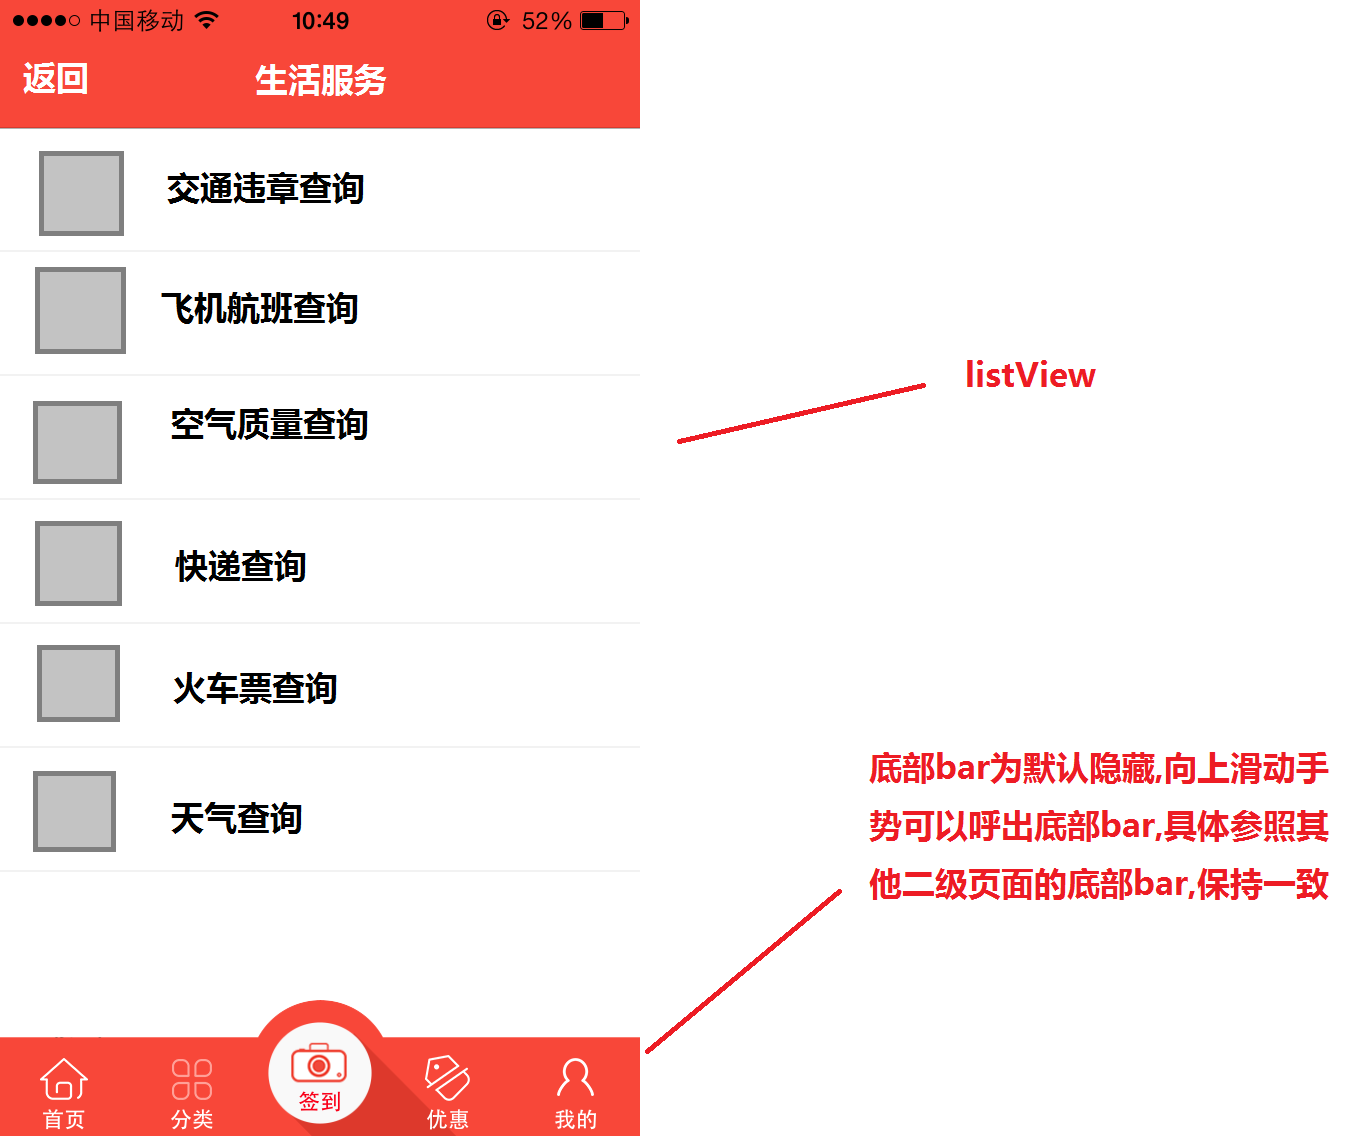 中国移动 10:49 52%
返回 生活服务
交通违章查询
飞机航班查询
空气质量查询
快递查询
火车票查询
天气查询
listView
底部bar为默认隐藏,向上滑动手
势可以呼出底部bar,具体参照其
他二级页面的底部bar,保持一致
首页 分类 签到 优惠 我的